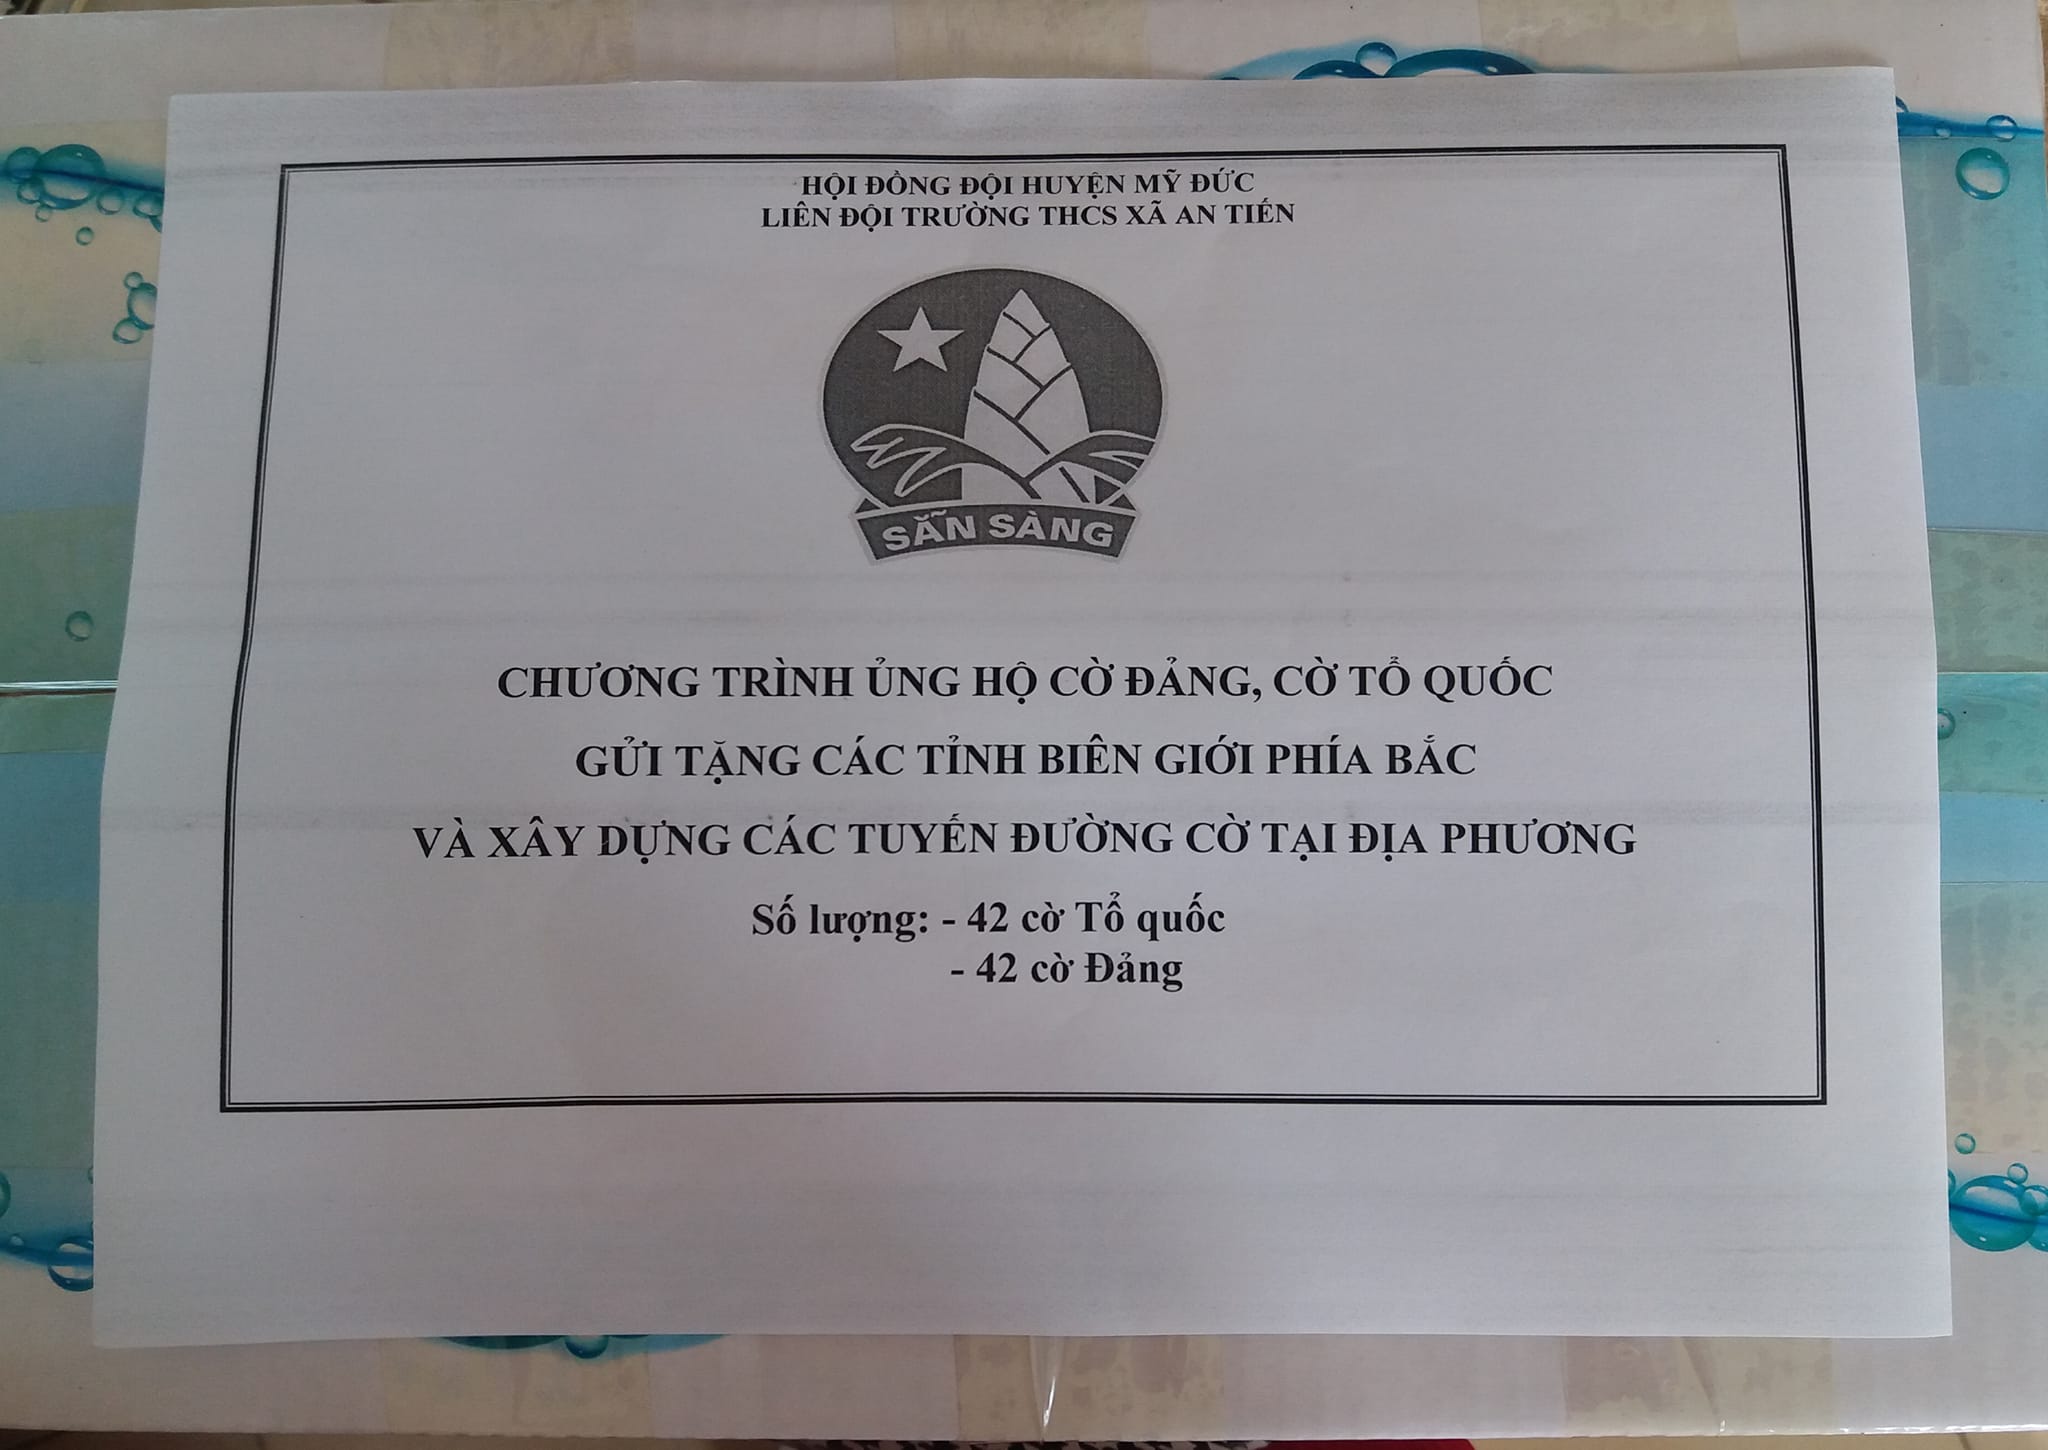 HỘI ĐỒNG ĐỘI HUYỆN MỸ ĐỨC
LIÊN ĐỘI TRƯỜNG THCS XÃ AN TIẾN
SẴN SÀNG
CHƯƠNG TRÌNH ỦNG HỘ CỜ ĐẢNG, CỜ TỔ QUỐC
GỬI TẶNG CÁC TỈNH BIÊN GIỚI PHÍA BẮC
VÀ XÂY DỰNG CÁC TUYẾN ĐƯỜNG CỜ TẠI ĐỊA PHƯƠNG
Số lượng: - 42 cờ Tổ quốc
- 42 cờ Đảng